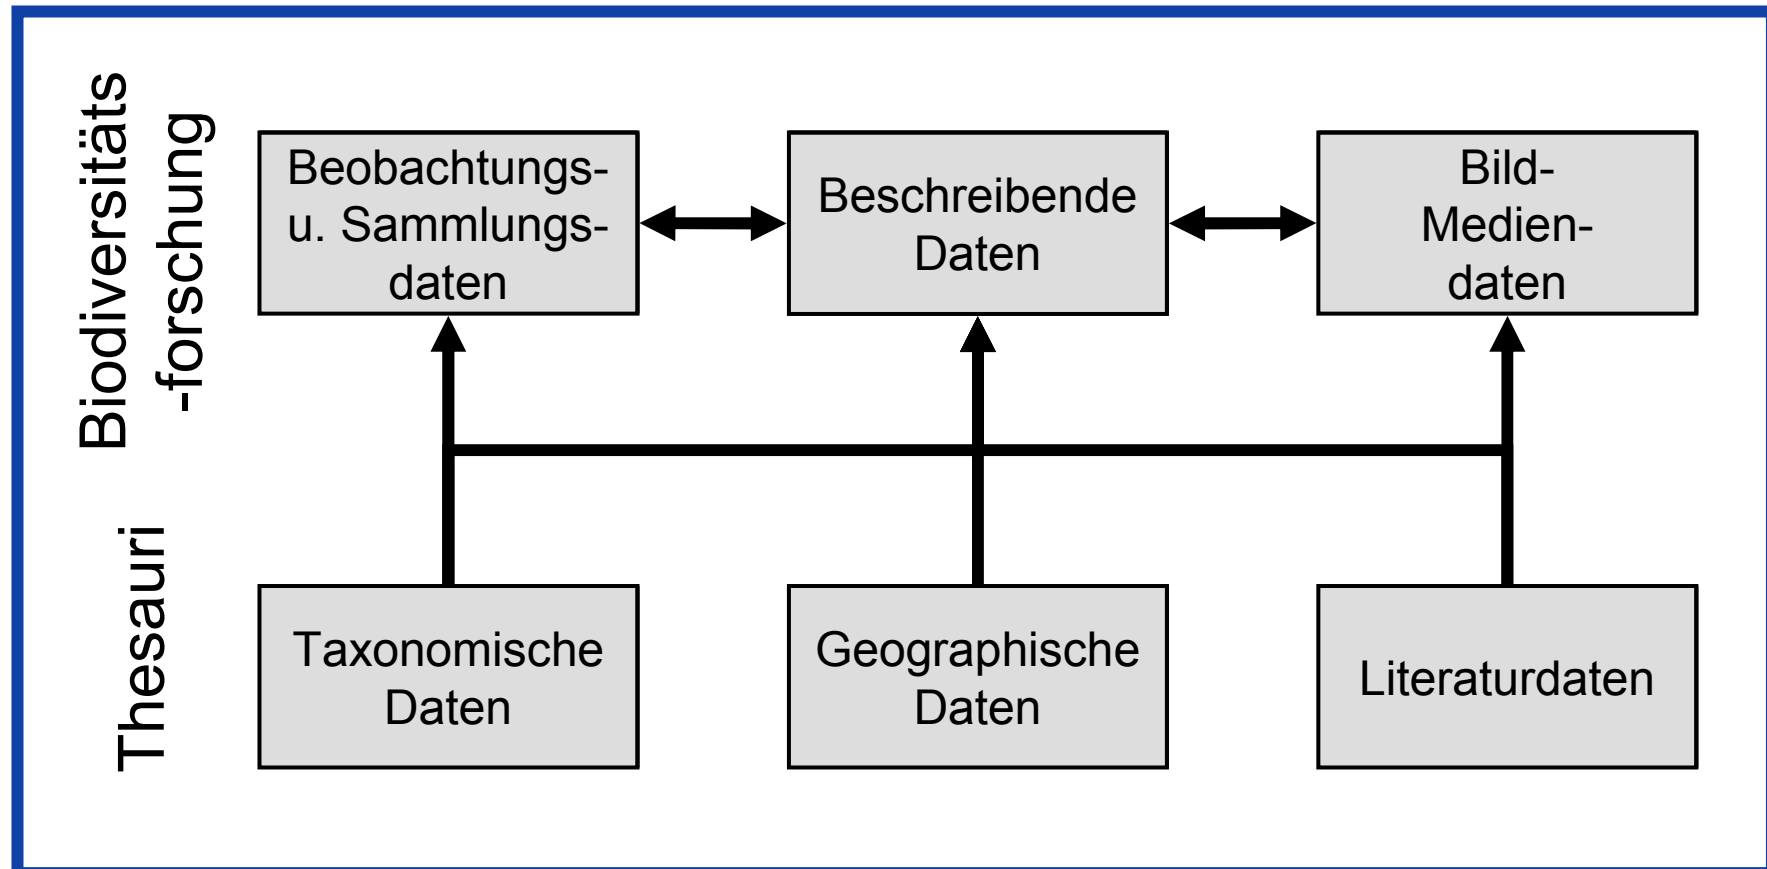 Biodiversitäts
-forschung
Beobachtungs-
u. Sammlungs-
daten
Beschreibende
Daten
Bild-
Medien-
daten
Thesauri
Taxonomische
Daten
Geographische
Daten
Literaturdaten